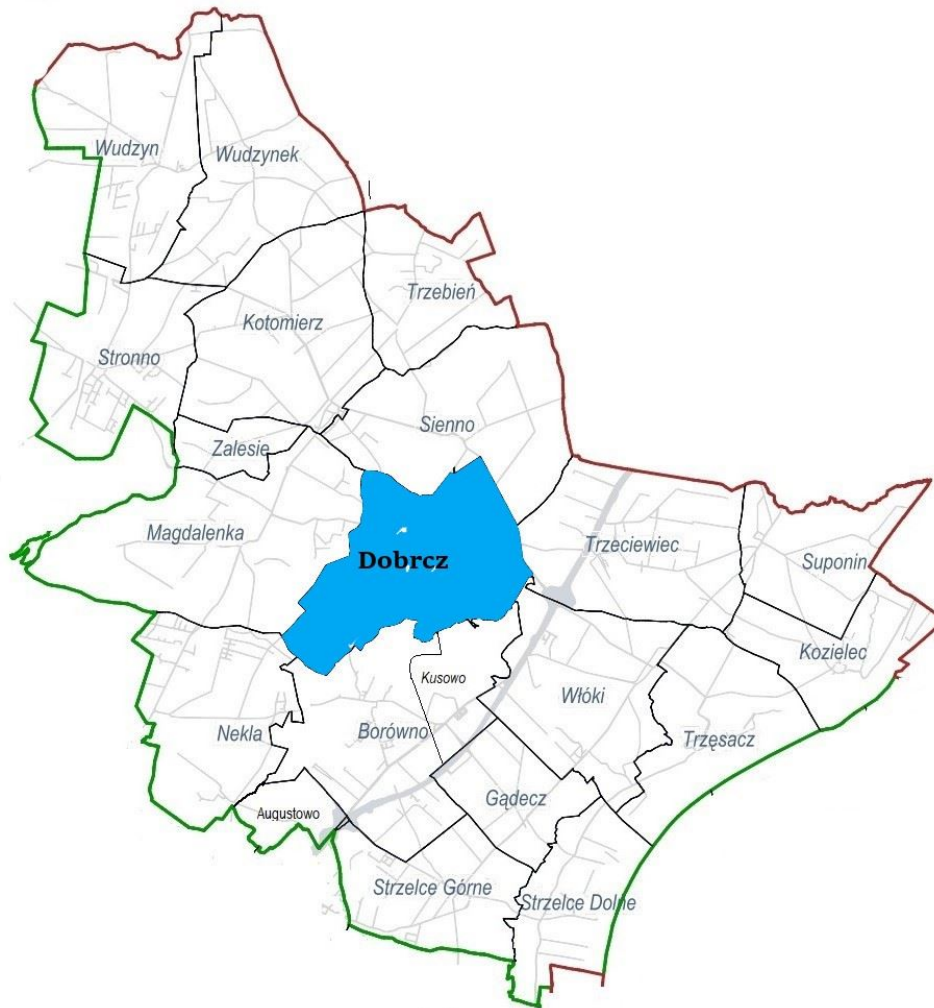 Wudzyn
Wudzynek
Trzebień
Kotomierz
Stronno
Sienno
Zalesie
Magdalenka
Trzeciewiec
Dobrcz
Suponin
Kozielec
Kusowo
Włóki
Nekla
Borówno
Trzęsacz
Gądecz
Augustowo
Strzelce Górne
Strzelce Dolne